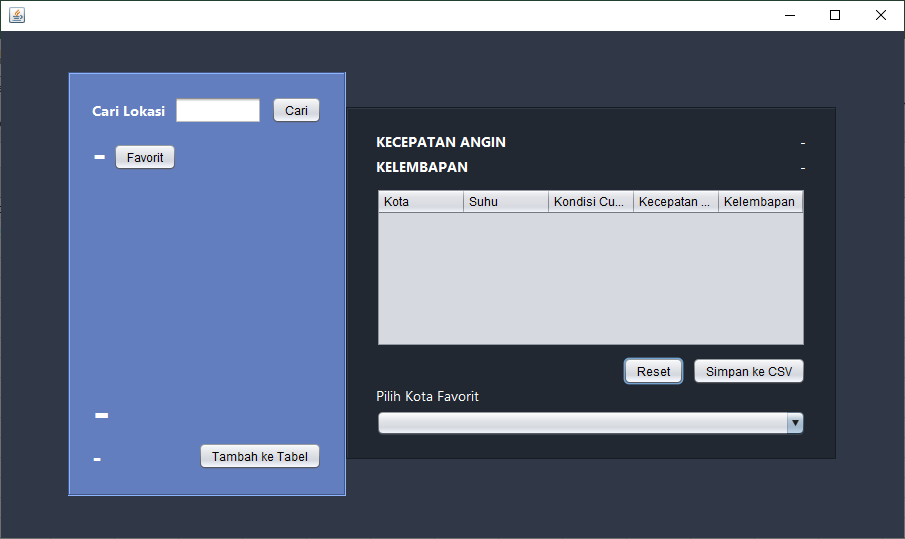 Cari Lokasi Cari
- Favorit
-
- Tambah ke Tabel
KECEPATAN ANGIN -
KELEMBAPAN -
Kota Suhu Kondisi Cu... Kecepatan ... Kelembapan
Reset Simpan ke CSV
Pilih Kota Favorit